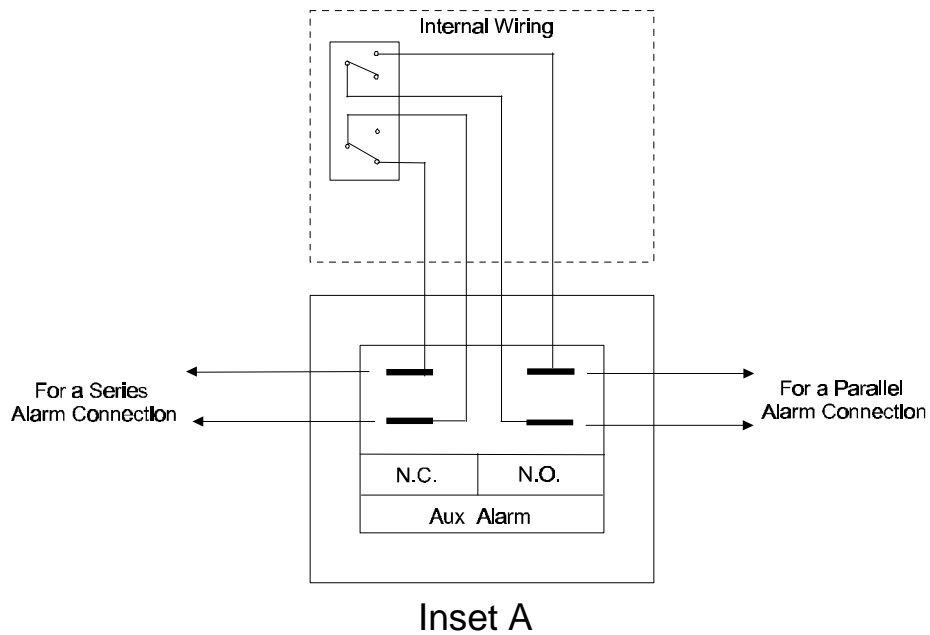 Internal Wiring
For a Series
Alarm Connection
For a Parallel
Alarm Connection
N.C.
N.O.
Aux Alarm
Inset A